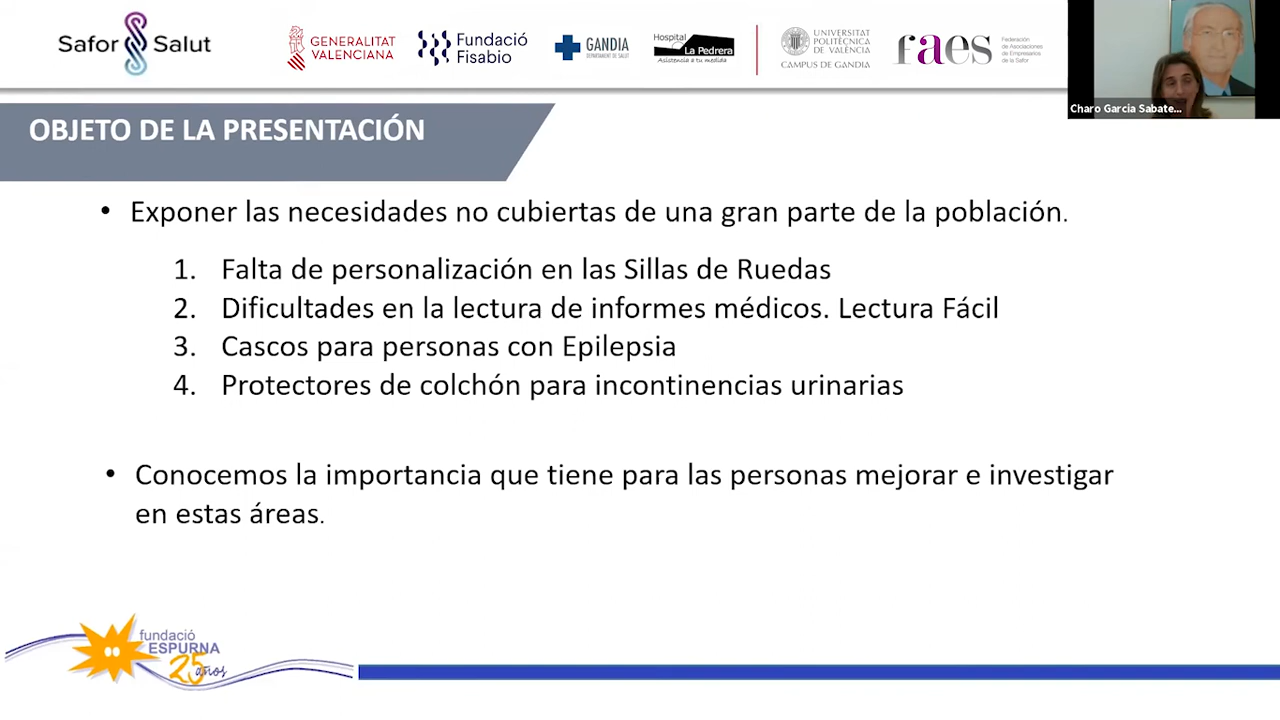 Safor Salut
GENERALITAT
VALENCIANA
Fundació
Fisabio
GANDIA
DEPARTAMENT DE SALUT
Hospital
La Pedrera
Asistencia a tu medida
UNIVERSITAT
POLITÈCNICA
DE VALÈNCIA
CAMPUS DE GANDIA
faes
Federación
de Asociaciones
de Empresarios
de la Safor
Charo Garcia Sabate...
OBJETO DE LA PRESENTACIÓN
• Exponer las necesidades no cubiertas de una gran parte de la población.
1. Falta de personalización en las Sillas de Ruedas
2. Dificultades en la lectura de informes médicos. Lectura Fácil
3. Cascos para personas con Epilepsia
4. Protectores de colchón para incontinencias urinarias
• Conocemos la importancia que tiene para las personas mejorar e investigar
en estas áreas.
fundació
ESPURNA
25 años